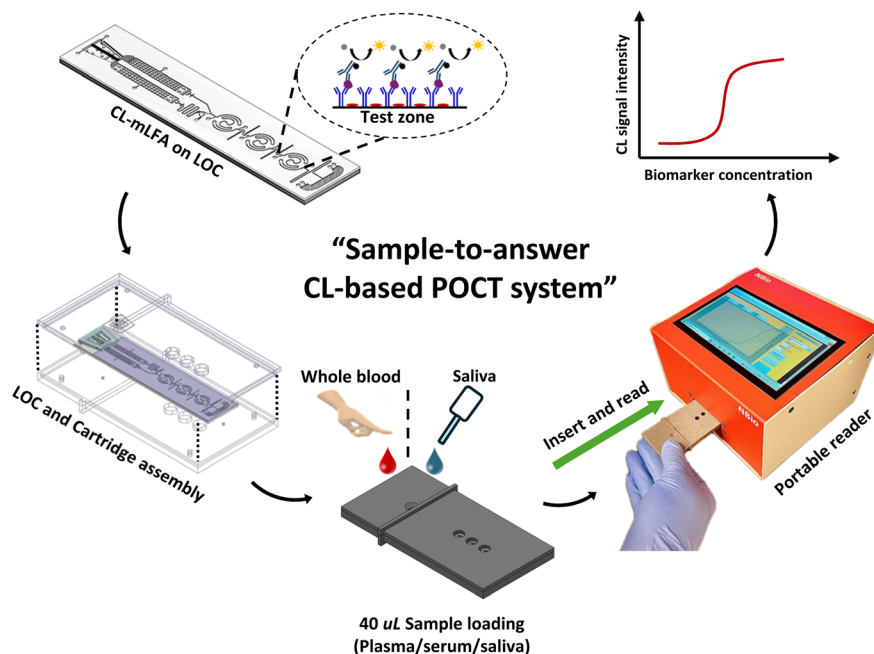 CL-mLFA on LOC
Test zone
CL signal intensity
Biomarker concentration
“Sample-to-answer
CL-based POCT system”
LOC and Cartridge assembly
Whole blood
Saliva
40 uL Sample loading
(Plasma/serum/saliva)
Insert and read
NBio
NBio
Portable reader